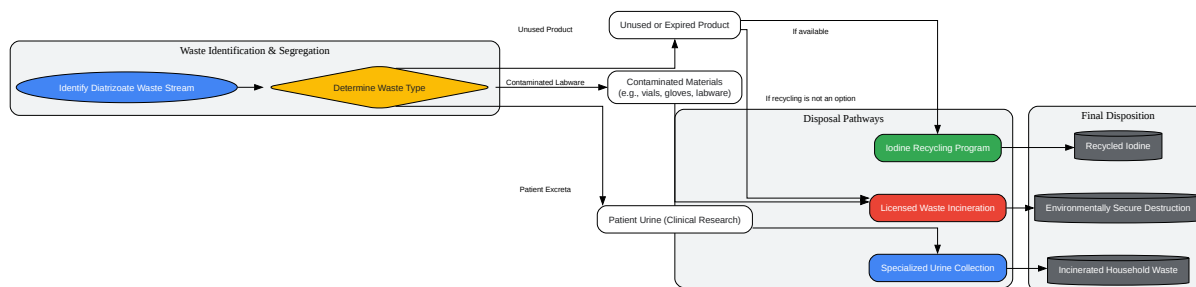 Waste Identification & Segregation
Identify Diatrizoate Waste Stream
Determine Waste Type
Unused Product
Contaminated Labware
Patient Excreta
Unused or Expired Product
Contaminated Materials
(e.g., vials, gloves, labware)
Patient Urine (Clinical Research)
If available
If recycling is not an option
Disposal Pathways
Iodine Recycling Program
Licensed Waste Incineration
Specialized Urine Collection
Final Disposition
Recycled Iodine
Environmentally Secure Destruction
Incinerated Household Waste